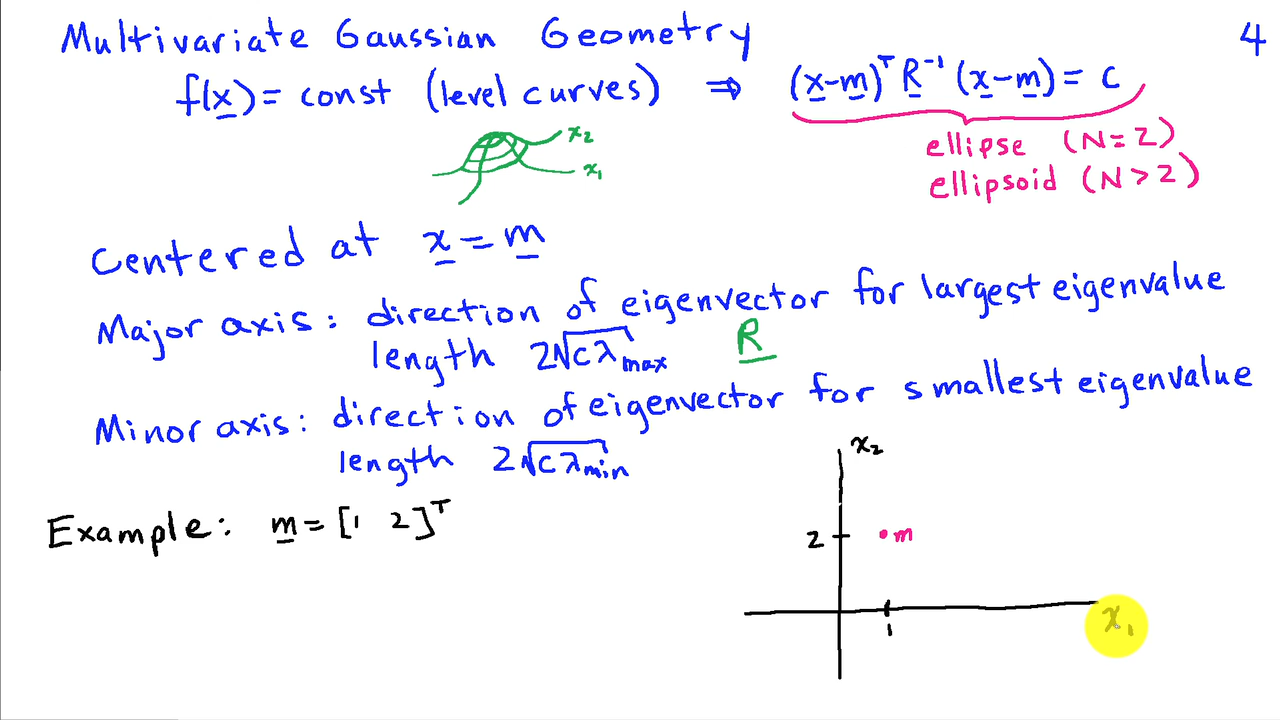 Multivariate Gaussian Geometry
4
f(x) = const (level curves) ⇒ (x-m)ᵀ R⁻¹ (x-m) = C
ellipse (N=2)
ellipsoid (N>2)
x₂
x₁
Centered at x = m
Major axis: direction of eigenvector for largest eigenvalue
length 2√cλmax R
Minor axis: direction of eigenvector for smallest eigenvalue
length 2√cλmin
Example: m = [1 2]ᵀ
x₂
2
m
1
x₁